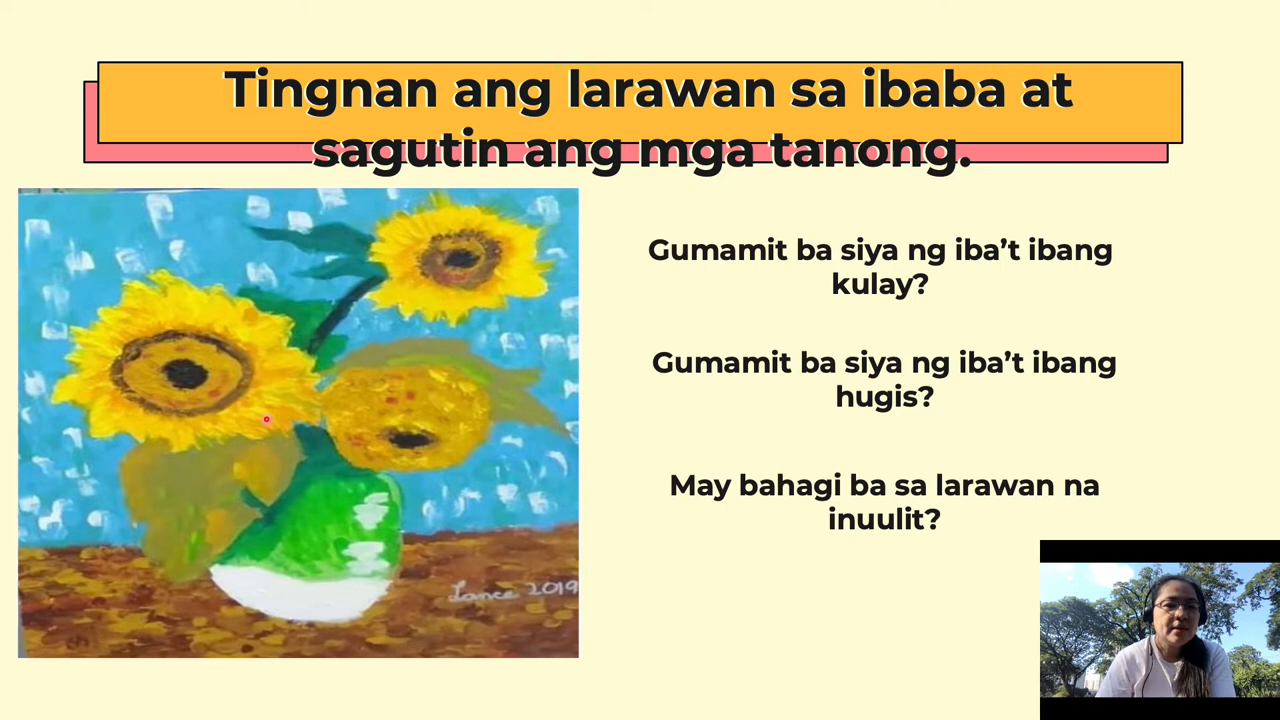 Tingnan ang larawan sa ibaba at
sagutin ang mga tanong.
Gumamit ba siya ng iba’t ibang
kulay?
Gumamit ba siya ng iba’t ibang
hugis?
May bahagi ba sa larawan na
inuulit?
Lance 2019